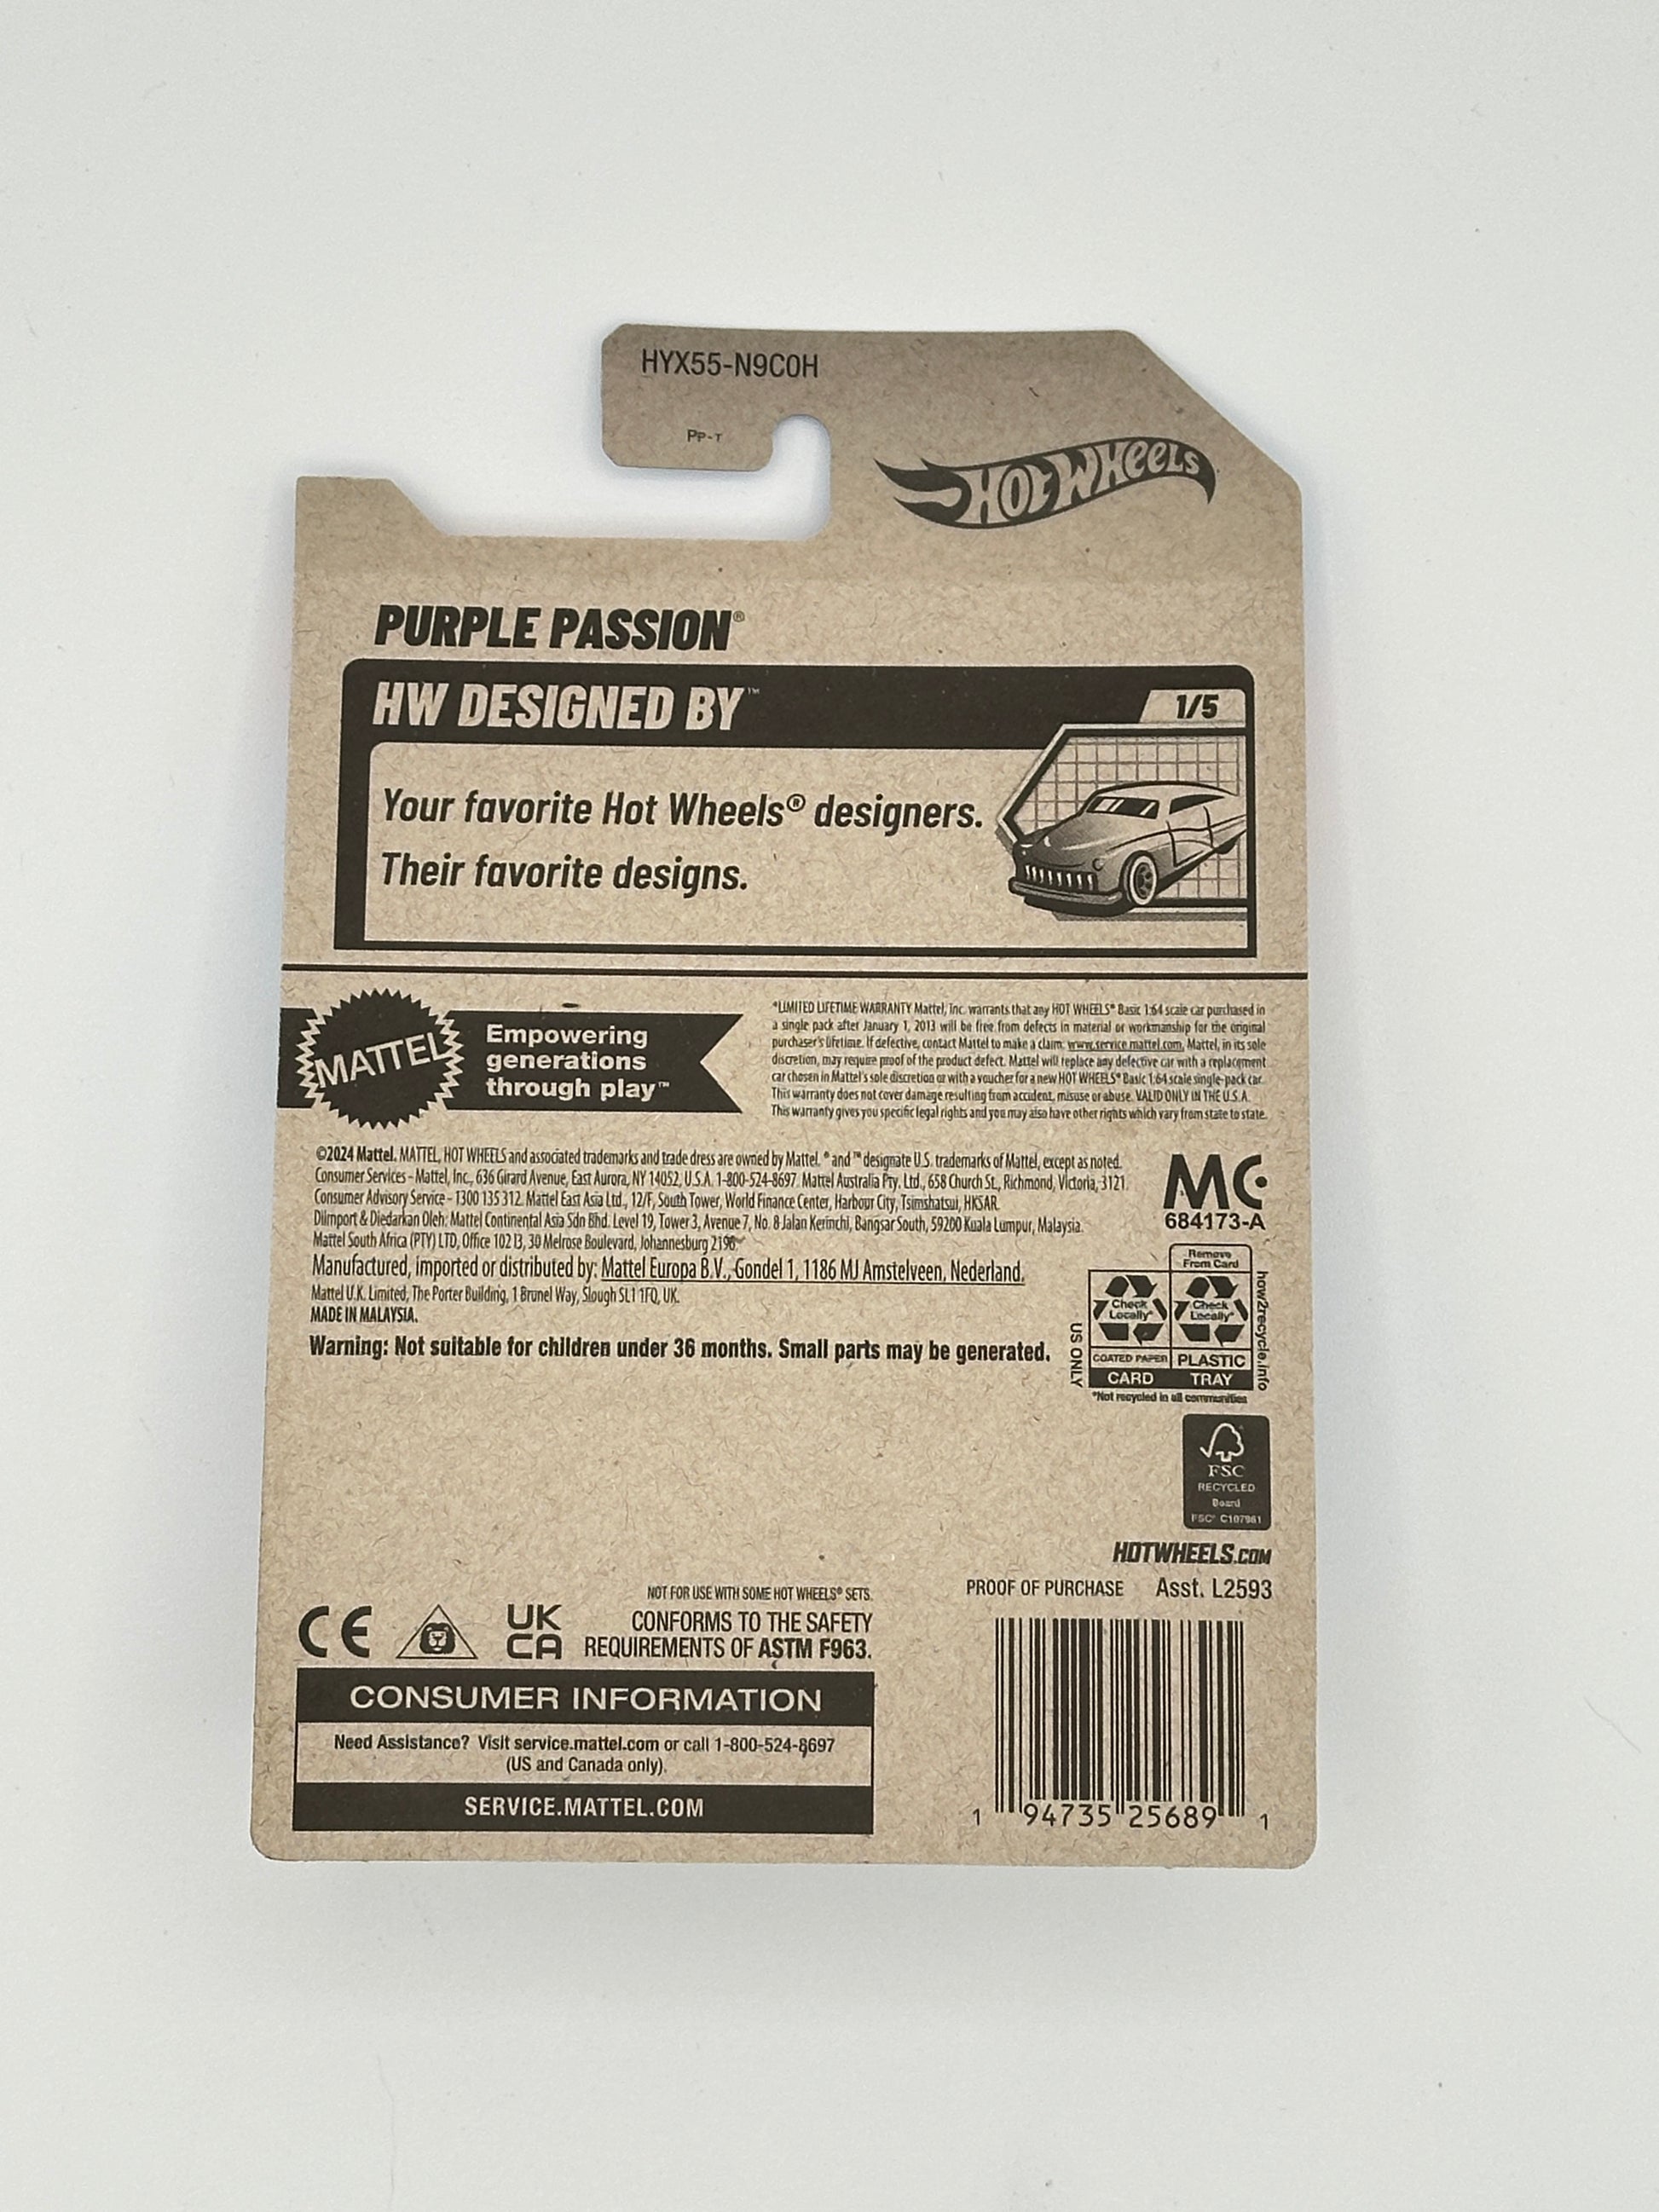 HYX55-N9C0H
PP-T
HOT WHEELS
PURPLE PASSION®
HW DESIGNED BY™
1/5
Your favorite Hot Wheels® designers.
Their favorite designs.
MATTEL
Empowering
generations
through play™
*LIMITED LIFETIME WARRANTY Mattel, Inc. warrants that any HOT WHEELS® Basic 1:64 scale car purchased in
a single pack after January 1, 2013 will be free from defects in material or workmanship for the original
purchaser's lifetime. If defective, contact Mattel to make a claim: www.service.mattel.com. Mattel, in its sole
discretion, may require proof of the product defect. Mattel will replace any defective car with a replacement
car chosen in Mattel's sole discretion or with a voucher for a new HOT WHEELS® Basic 1:64 scale single-pack car.
This warranty does not cover damage resulting from accident, misuse or abuse. VALID ONLY IN THE U.S.A.
This warranty gives you specific legal rights and you may also have other rights which vary from state to state.
©2024 Mattel. MATTEL, HOT WHEELS and associated trademarks and trade dress are owned by Mattel. ® and ™ designate U.S. trademarks of Mattel, except as noted.
Consumer Services – Mattel, Inc., 636 Girard Avenue, East Aurora, NY 14052, U.S.A. 1-800-524-8697. Mattel Australia Pty. Ltd., 658 Church St., Richmond, Victoria, 3121.
Consumer Advisory Service - 1300 135 312. Mattel East Asia Ltd., 12/F, South Tower, World Finance Center, Harbour City, Tsimshatsui, HKSAR.
Diimport & Diedarkan Oleh: Mattel Continental Asia Sdn Bhd. Level 19, Tower 3, Avenue 7, No. 8 Jalan Kerinchi, Bangsar South, 59200 Kuala Lumpur, Malaysia.
Mattel South Africa (PTY) LTD, Office 102 I3, 30 Melrose Boulevard, Johannesburg 2196.
Manufactured, imported or distributed by: Mattel Europa B.V., Gondel 1, 1186 MJ Amstelveen, Nederland.
Mattel U.K. Limited, The Porter Building, 1 Brunel Way, Slough SL1 1FQ, UK.
MADE IN MALAYSIA.
Warning: Not suitable for children under 36 months. Small parts may be generated.
MC
684173-A
Remove
From Card
Check
Locally*
Check
Locally*
COATED PAPER
PLASTIC
CARD
TRAY
US ONLY
how2recycle.info
*Not recycled in all communities
FSC
RECYCLED
Board
FSC® C107961
HOTWHEELS.COM
PROOF OF PURCHASE Asst. L2593
NOT FOR USE WITH SOME HOT WHEELS® SETS.
CE
UK
CA
CONFORMS TO THE SAFETY
REQUIREMENTS OF ASTM F963.
CONSUMER INFORMATION
Need Assistance? Visit service.mattel.com or call 1-800-524-8697
(US and Canada only).
SERVICE.MATTEL.COM
1 94735 25689 1